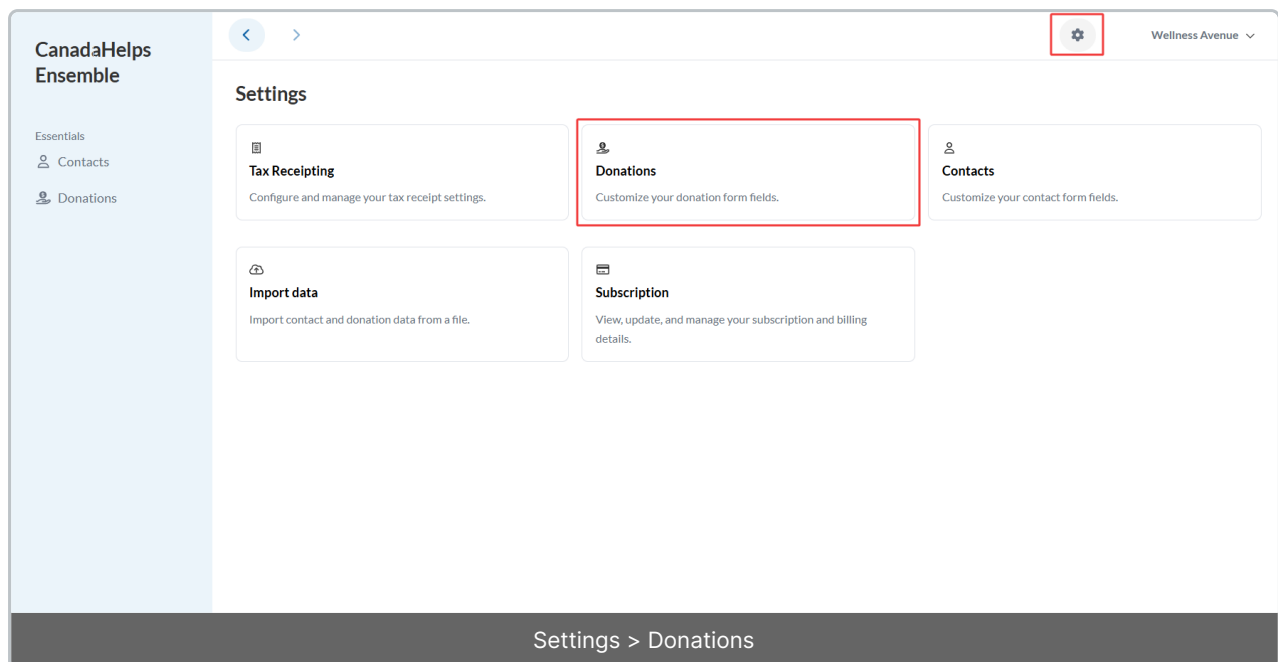 CanadaHelps
Ensemble
Wellness Avenue
Settings
Essentials
Contacts
Donations
Tax Receipting
Configure and manage your tax receipt settings.
Donations
Customize your donation form fields.
Contacts
Customize your contact form fields.
Import data
Import contact and donation data from a file.
Subscription
View, update, and manage your subscription and billing
details.
Settings > Donations